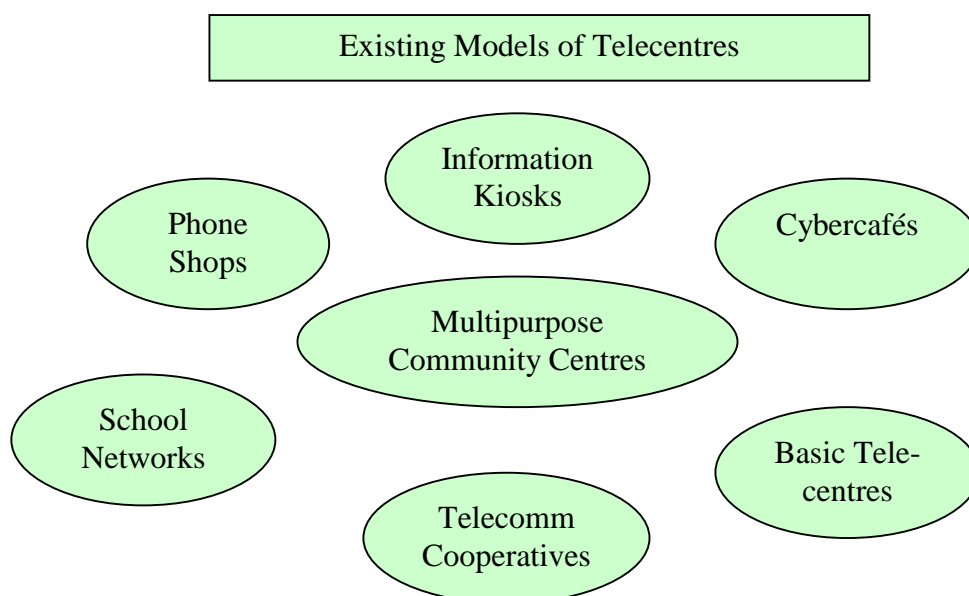 Existing Models of Telecentres
Information
Kiosks
Phone
Shops
Cybercafés
Multipurpose
Community Centres
School
Networks
Basic Tele-
centres
Telecomm
Cooperatives